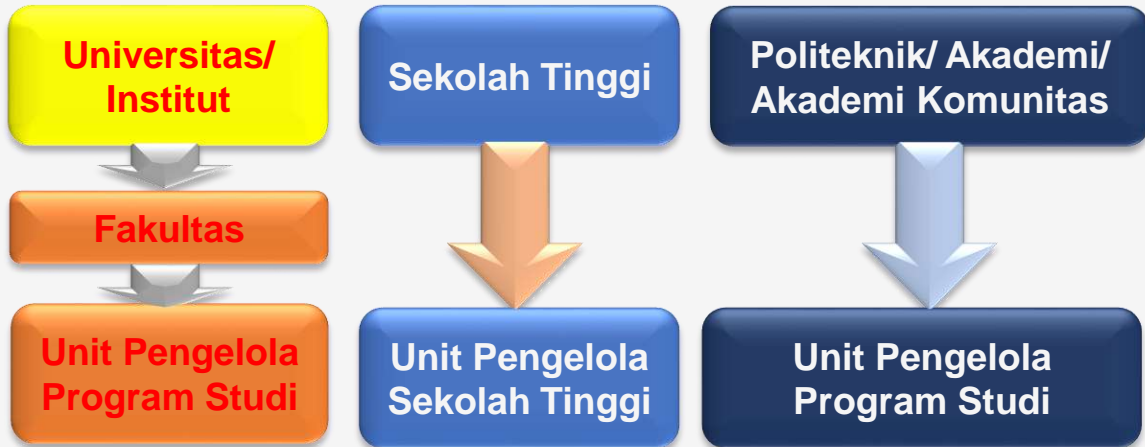 Universitas/
Institut
Fakultas
Unit Pengelola
Program Studi
Sekolah Tinggi
Unit Pengelola
Sekolah Tinggi
Politeknik/ Akademi/
Akademi Komunitas
Unit Pengelola
Program Studi